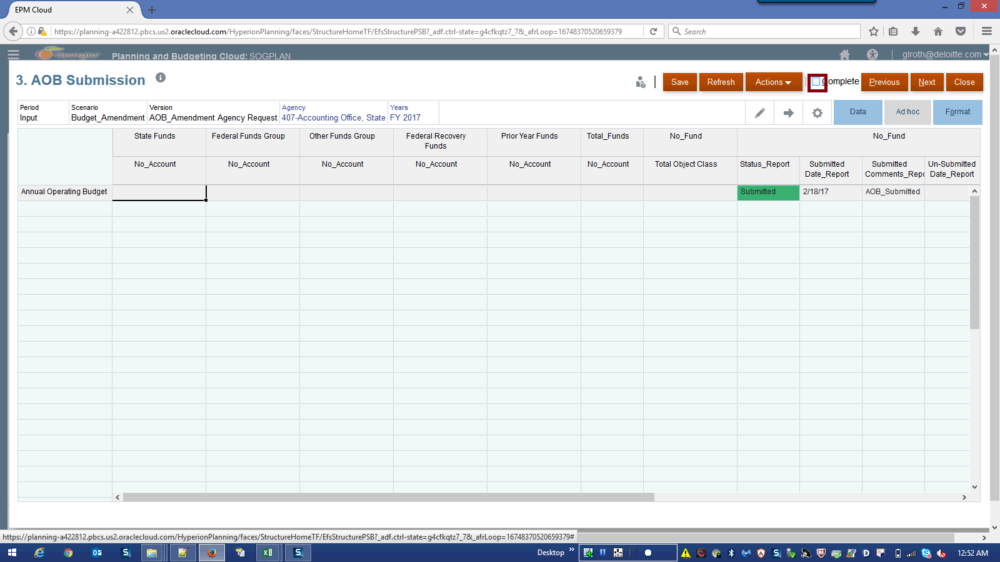 EPM Cloud
https://planning-a422812.pbcs.us2.oraclecloud.com/HyperionPlanning/faces/StructureHomeTF/EfsStructurePSB?_adf.ctrl-state=g4cfkqtz7_7&_afrLoop=16748370520659379
Search
Georgia Planning and Budgeting Cloud: SOGPLAN
glroth@deloitte.com
3. AOB Submission
Save Refresh Actions Complete Previous Next Close
Period Scenario Version Agency Years
Input Budget_Amendment AOB_Amendment Agency Request 407-Accounting Office, State FY 2017
Data Ad hoc Format
State Funds Federal Funds Group Other Funds Group Federal Recovery Funds Prior Year Funds Total_Funds No_Fund No_Fund
No_Account No_Account No_Account No_Account No_Account No_Account Total Object Class Status_Report Submitted Date_Report Submitted Comments_Repo Un-Submitted Date_Report
Annual Operating Budget Submitted 2/18/17 AOB_Submitted
https://planning-a422812.pbcs.us2.oraclecloud.com/HyperionPlanning/faces/StructureHomeTF/EfsStructurePSB?_adf.ctrl-state=g4cfkqtz7_7&_afrLoop=16748370520659379#
Desktop
12:52 AM